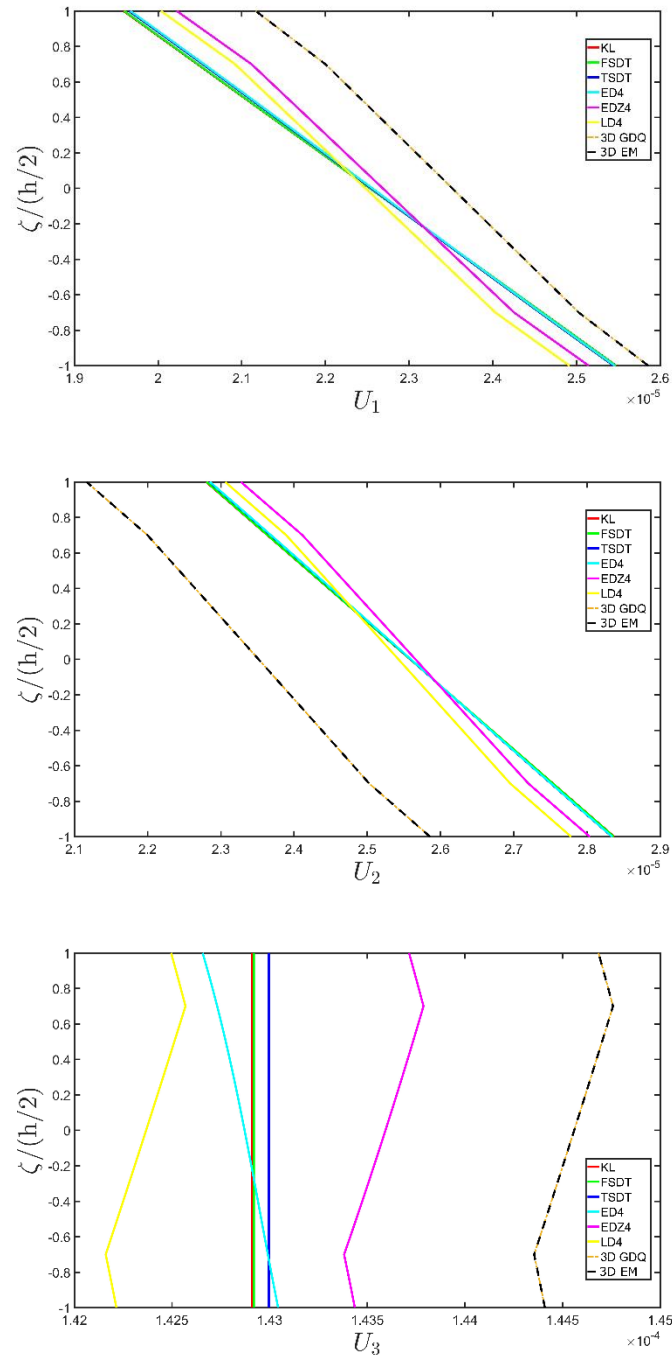 1
0.8
0.6
0.4
0.2
0
-0.2
-0.4
-0.6
-0.8
-1
ζ/(h/2)
1.9 2 2.1 2.2 2.3 2.4 2.5 2.6
U₁ ×10⁻⁵
KL
FSDT
TSDT
ED4
EDZ4
LD4
3D GDQ
3D EM
1
0.8
0.6
0.4
0.2
0
-0.2
-0.4
-0.6
-0.8
-1
ζ/(h/2)
2.1 2.2 2.3 2.4 2.5 2.6 2.7 2.8 2.9
U₂ ×10⁻⁵
KL
FSDT
TSDT
ED4
EDZ4
LD4
3D GDQ
3D EM
1
0.8
0.6
0.4
0.2
0
-0.2
-0.4
-0.6
-0.8
-1
ζ/(h/2)
1.42 1.425 1.43 1.435 1.44 1.445 1.45
U₃ ×10⁻⁴
KL
FSDT
TSDT
ED4
EDZ4
LD4
3D GDQ
3D EM